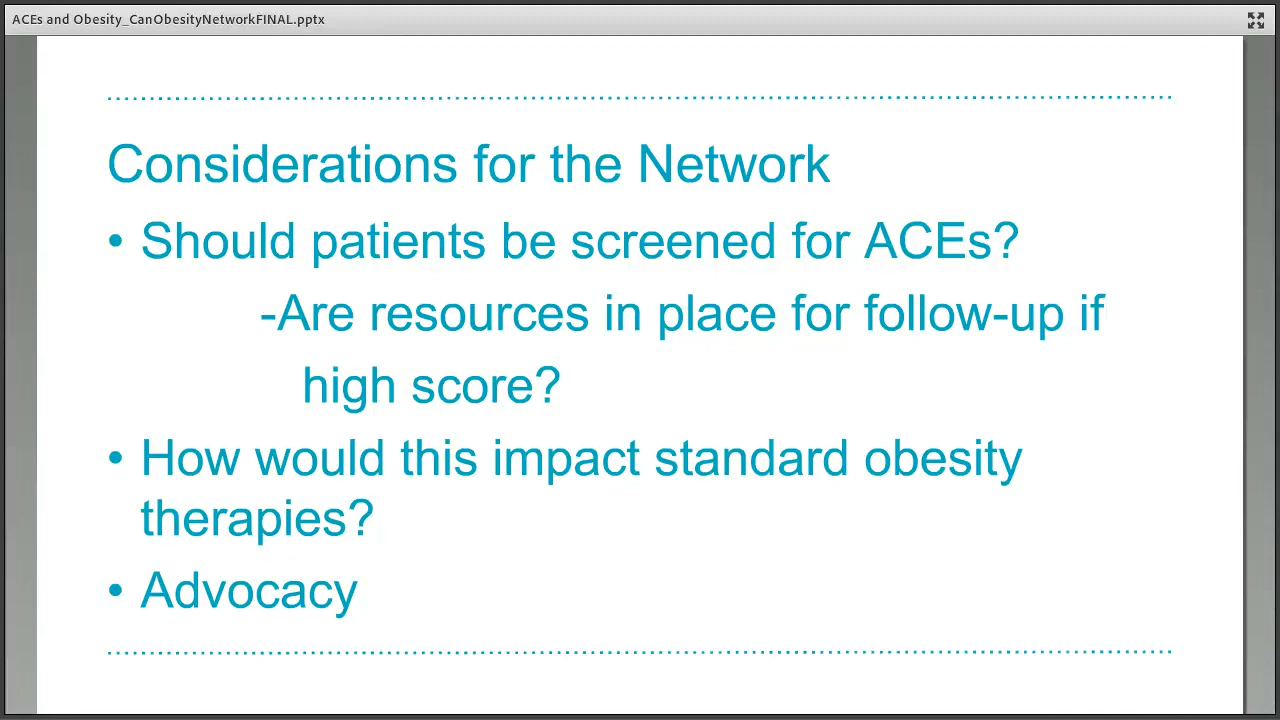 ACEs and Obesity_CanObesityNetworkFINAL.pptx
Considerations for the Network
• Should patients be screened for ACEs?
-Are resources in place for follow-up if
high score?
• How would this impact standard obesity
therapies?
• Advocacy